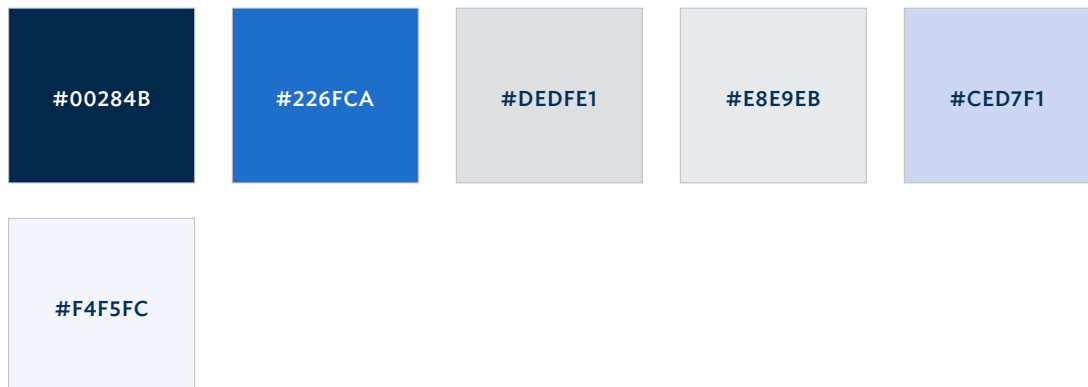 #00284B
#226FCA
#DEDFE1
#E8E9EB
#CED7F1
#F4F5FC